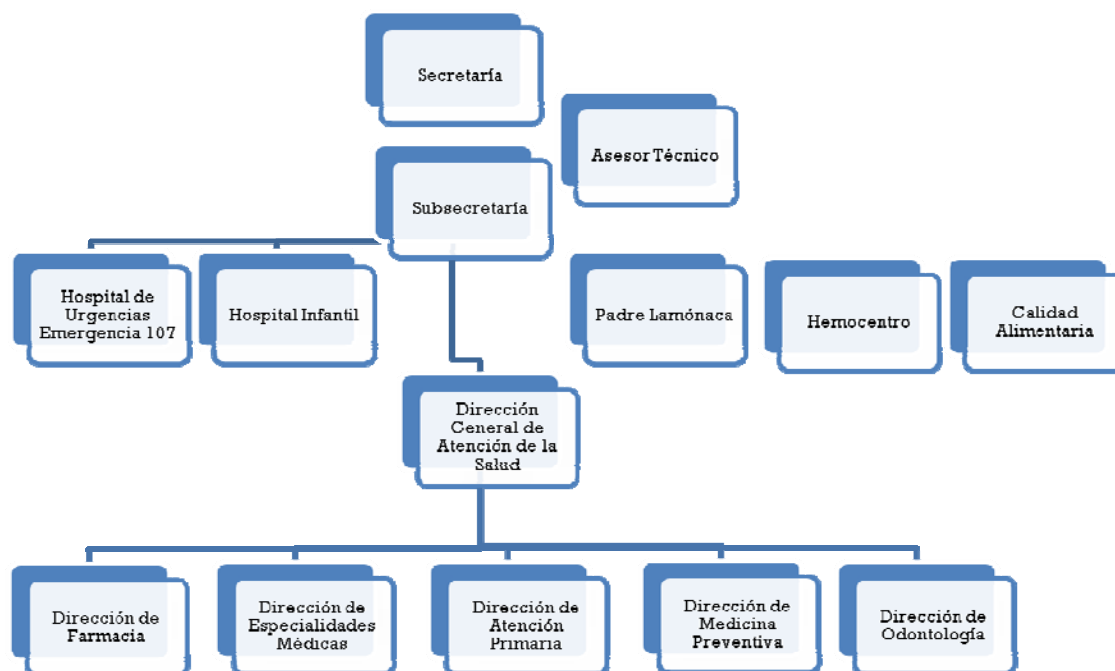 Secretaría
Asesor Técnico
Subsecretaría
Hospital de
Urgencias
Emergencia 107
Hospital Infantil
Padre Lamónaca
Hemocentro
Calidad
Alimentaria
Dirección
General de
Atención de la
Salud
Dirección de
Farmacia
Dirección de
Especialidades
Médicas
Dirección de
Atención
Primaria
Dirección de
Medicina
Preventiva
Dirección de
Odontología